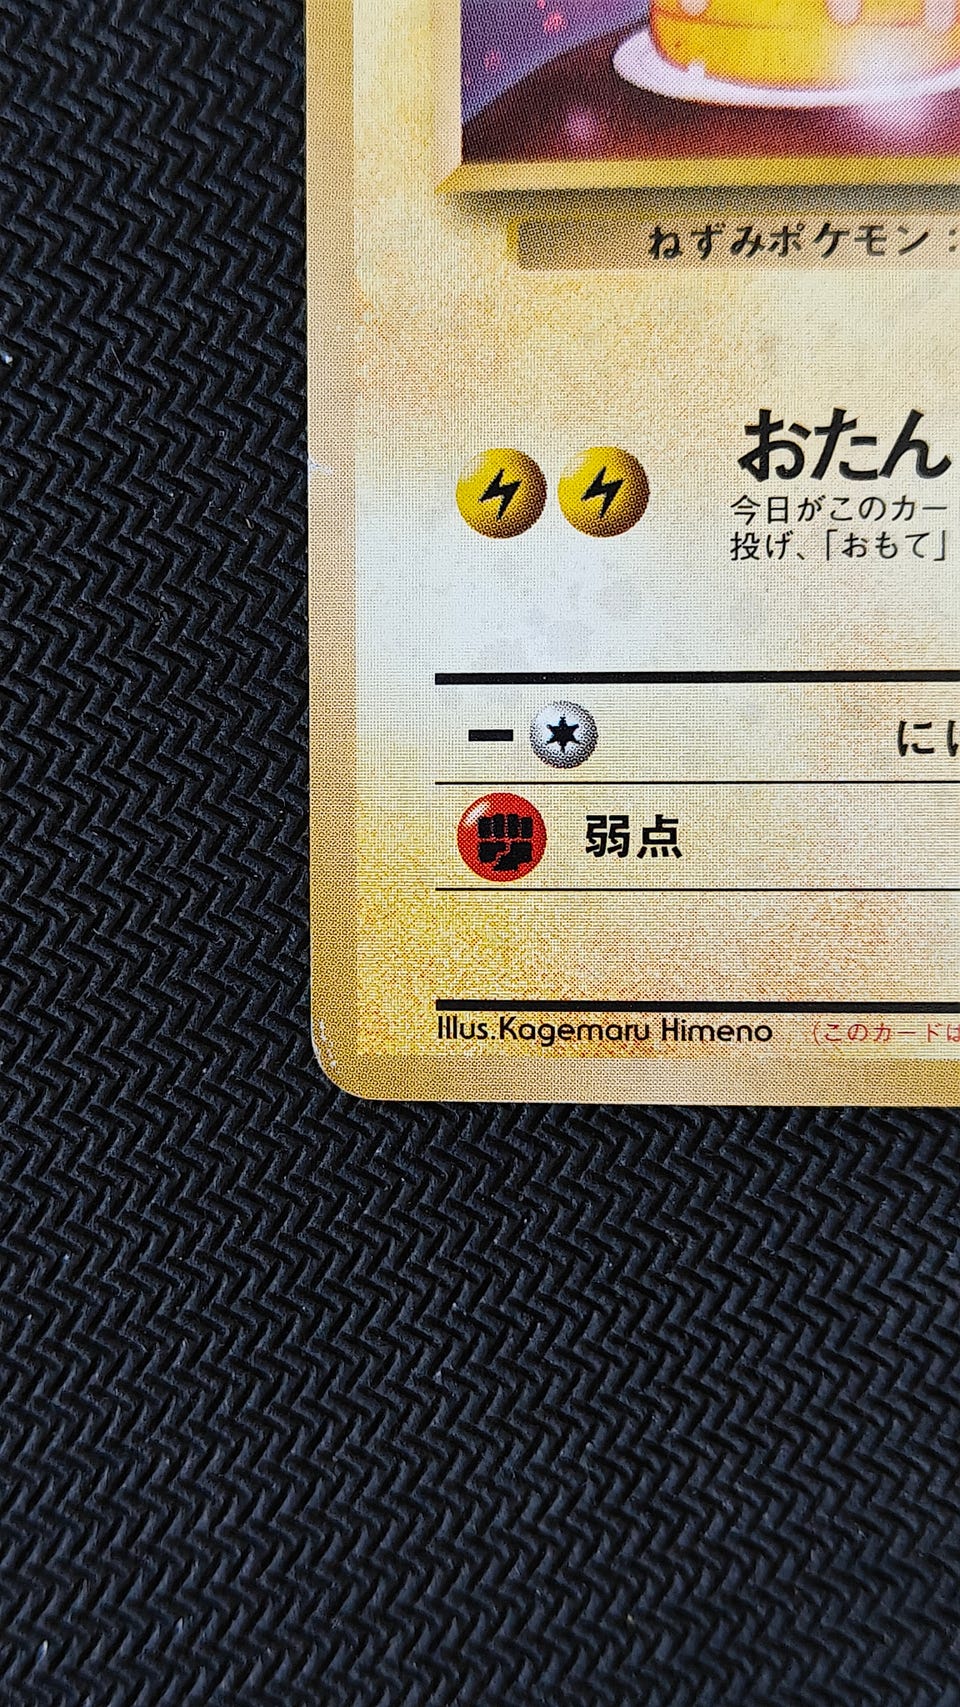 ねずみポケモン：
おたん
今日がこのカー
投げ、「おもて」
ー
に
弱点
Illus.Kagemaru Himeno (このカードは